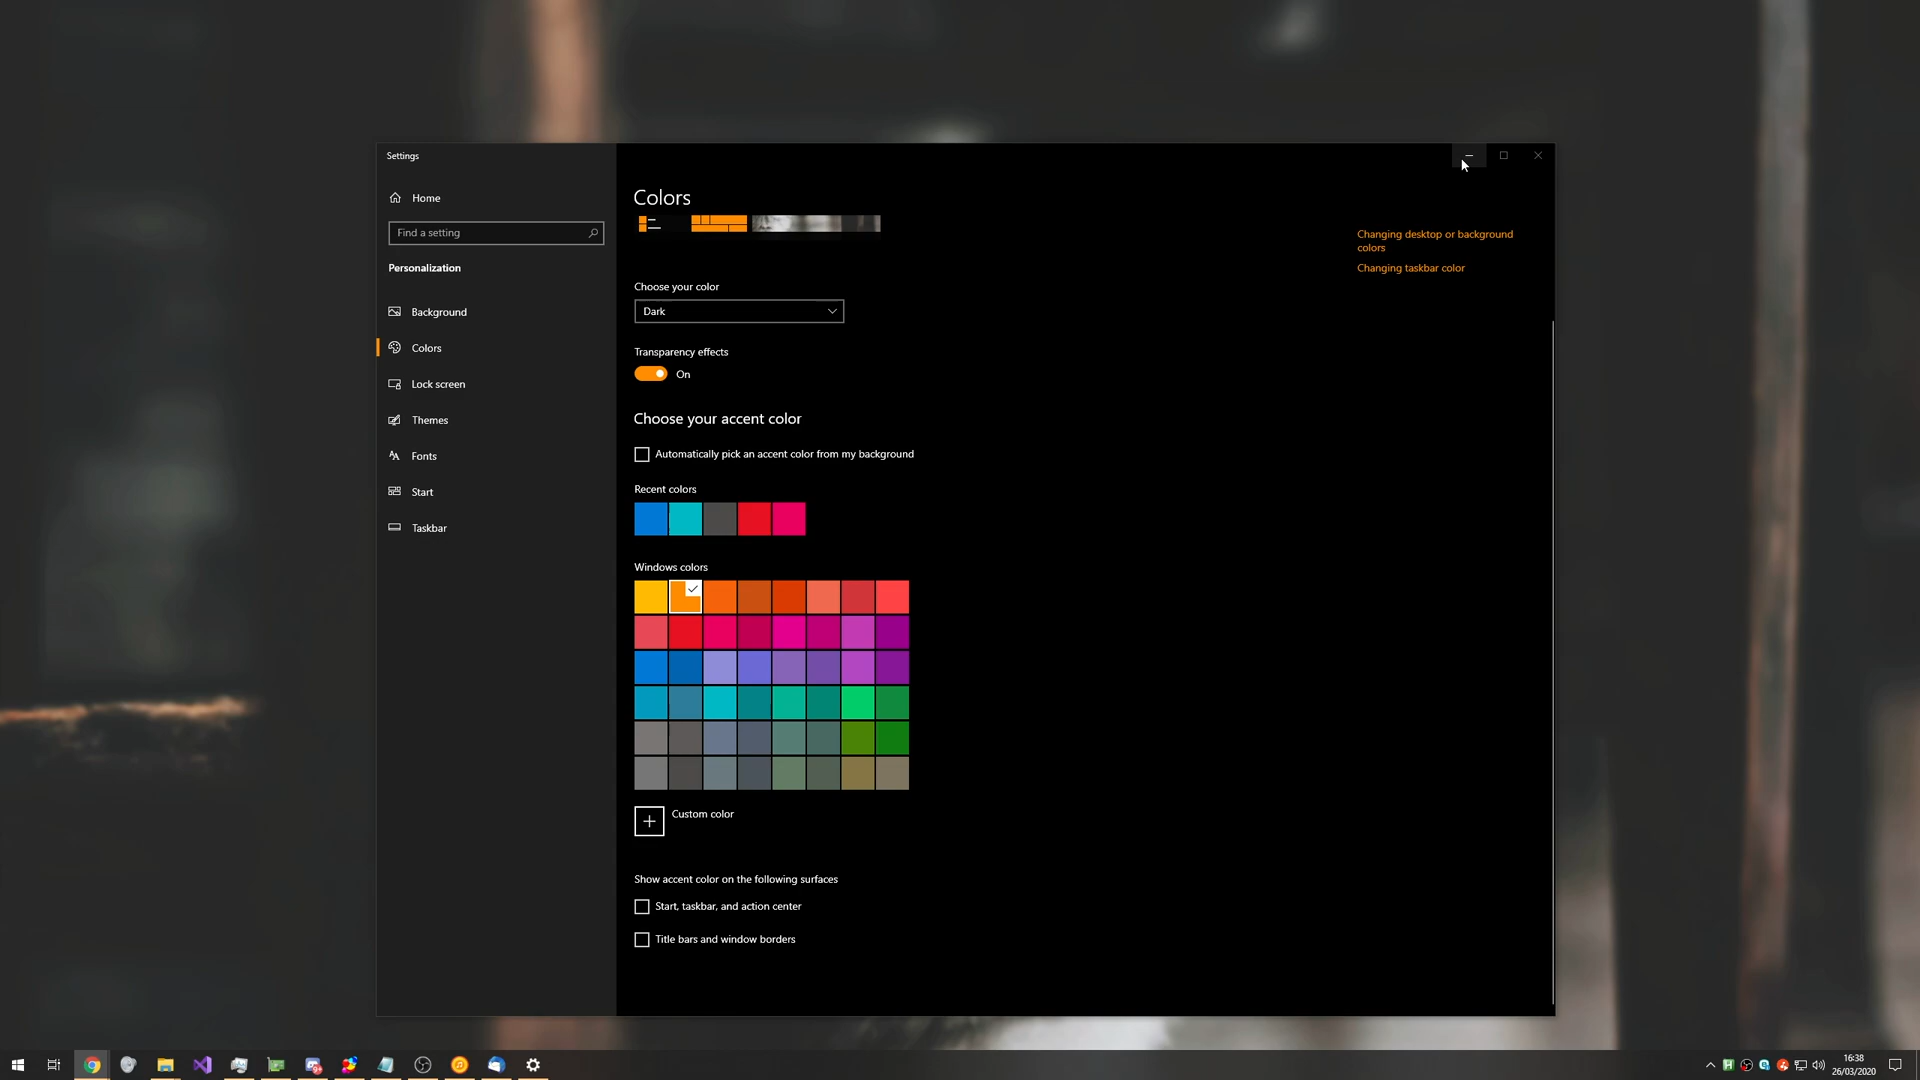 Settings
Home
Find a setting
Personalization
Background
Colors
Lock screen
Themes
Fonts
Start
Taskbar
Colors
Choose your color
Dark
Transparency effects
On
Choose your accent color
Automatically pick an accent color from my background
Recent colors
Windows colors
Custom color
Show accent color on the following surfaces
Start, taskbar, and action center
Title bars and window borders
Changing desktop or background
colors
Changing taskbar color
16:38
26/03/2020